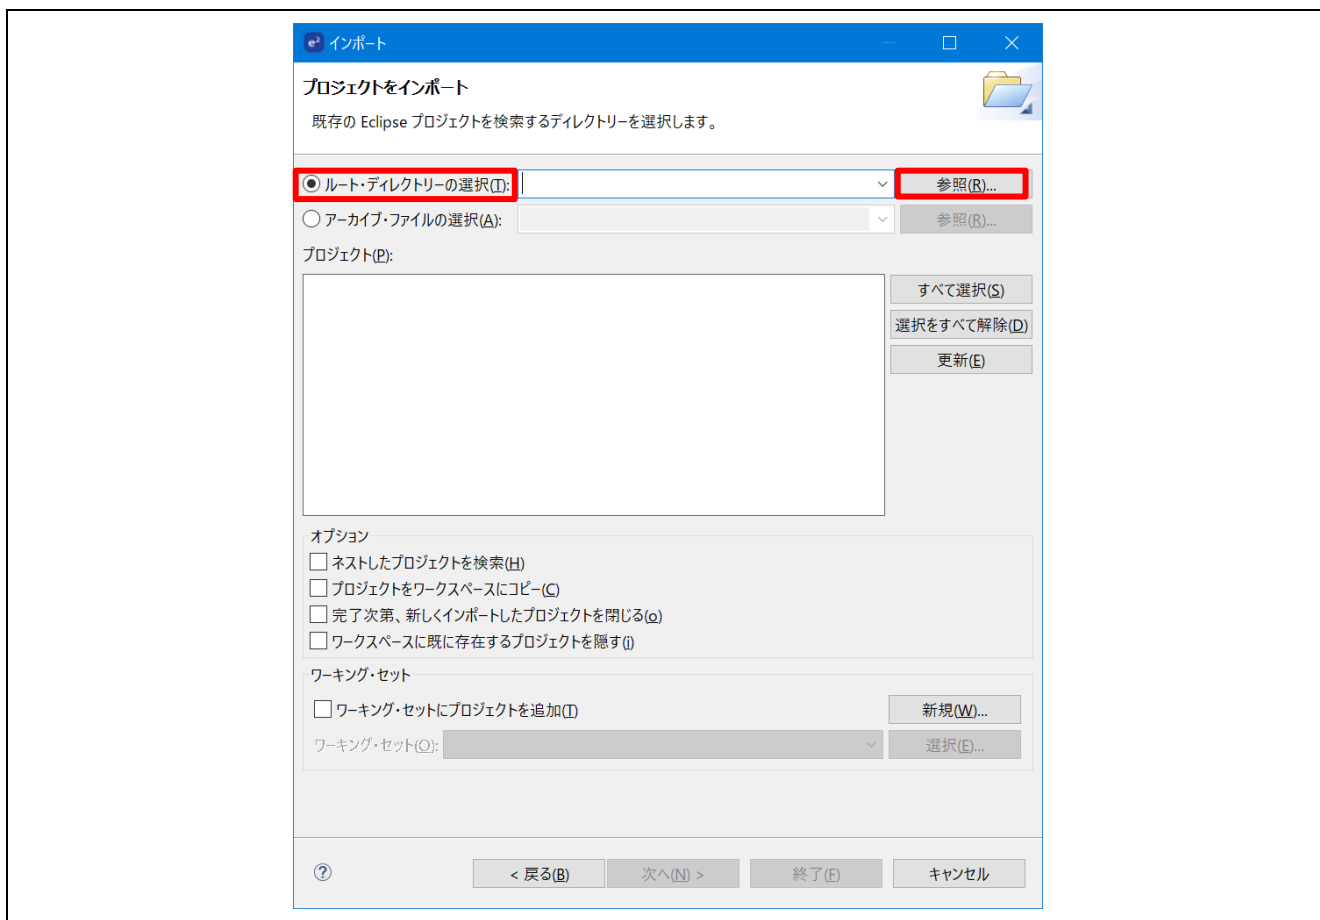 e² インポート
プロジェクトをインポート
既存の Eclipse プロジェクトを検索するディレクトリーを選択します。
ルート・ディレクトリーの選択(T): 参照(R)...
アーカイブ・ファイルの選択(A): 参照(R)...
プロジェクト(P):
すべて選択(S)
選択をすべて解除(D)
更新(E)
オプション
ネストしたプロジェクトを検索(H)
プロジェクトをワークスペースにコピー(C)
完了次第、新しくインポートしたプロジェクトを閉じる(o)
ワークスペースに既に存在するプロジェクトを隠す(i)
ワーキング・セット
ワーキング・セットにプロジェクトを追加(T) 新規(W)...
ワーキング・セット(O): 選択(E)...
? < 戻る(B) 次へ(N) > 終了(F) キャンセル